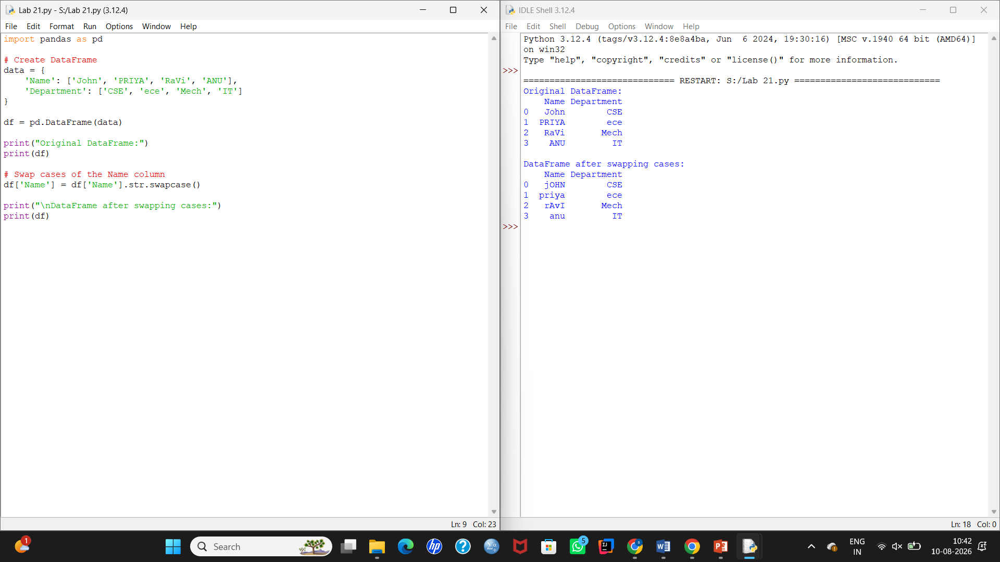 Lab 21.py - S:/Lab 21.py (3.12.4)
File Edit Format Run Options Window Help
import pandas as pd
# Create DataFrame
data = {
    'Name': ['John', 'PRIYA', 'RaVi', 'ANU'],
    'Department': ['CSE', 'ece', 'Mech', 'IT']
}
df = pd.DataFrame(data)
print("Original DataFrame:")
print(df)
# Swap cases of the Name column
df['Name'] = df['Name'].str.swapcase()
print("\nDataFrame after swapping cases:")
print(df)
Ln: 9 Col: 23
IDLE Shell 3.12.4
File Edit Shell Debug Options Window Help
Python 3.12.4 (tags/v3.12.4:8e8a4ba, Jun  6 2024, 19:30:16) [MSC v.1940 64 bit (AMD64)]
on win32
Type "help", "copyright", "credits" or "license()" for more information.
>>>
============================= RESTART: S:/Lab 21.py ============================
Original DataFrame:
    Name Department
0   John        CSE
1  PRIYA        ece
2   RaVi       Mech
3    ANU         IT
DataFrame after swapping cases:
    Name Department
0   jOHN        CSE
1  priya        ece
2   rAvI       Mech
3    anu         IT
>>>
Ln: 18 Col: 0
1
Search
hp
?
Σα
5
IJ
s
W
P
ENG
IN
10:42
10-08-2026